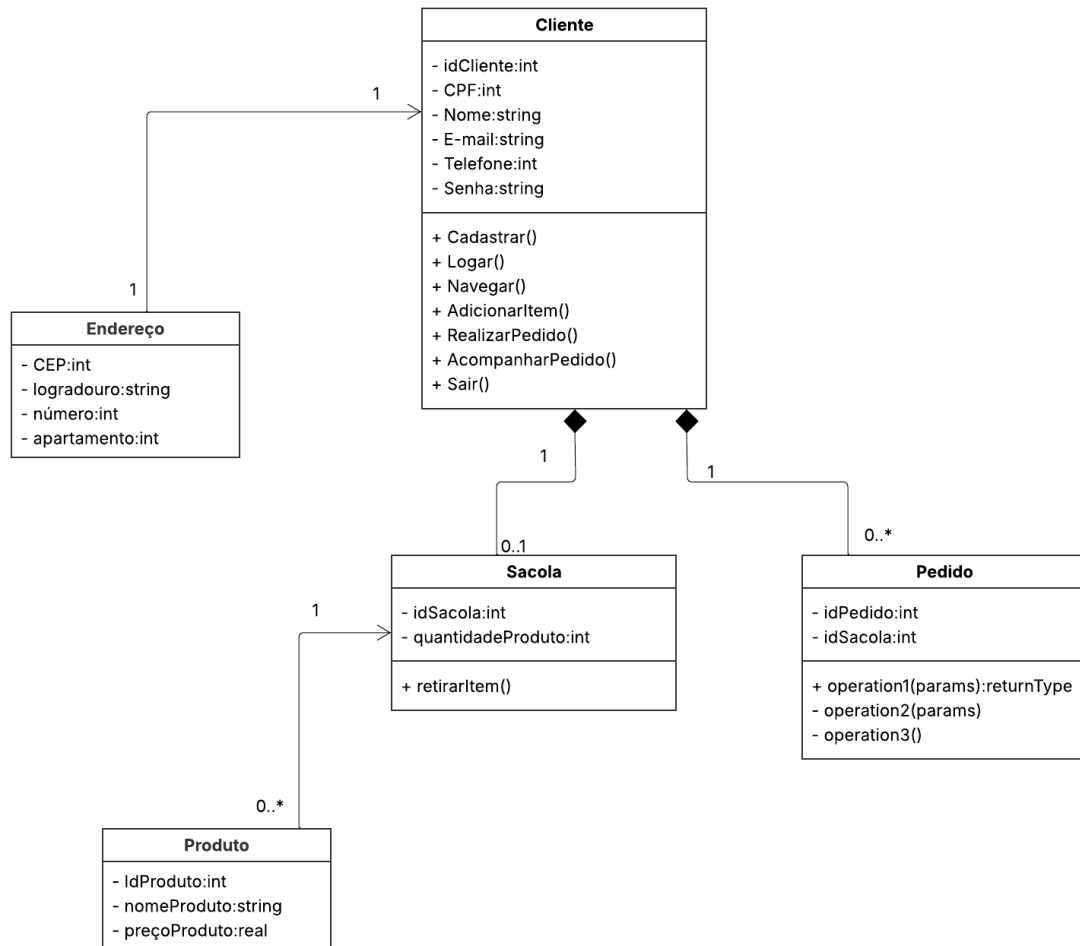 Cliente
- idCliente:int
- CPF:int
- Nome:string
- E-mail:string
- Telefone:int
- Senha:string
+ Cadastrar()
+ Logar()
+ Navegar()
+ AdicionarItem()
+ RealizarPedido()
+ AcompanharPedido()
+ Sair()
1
1
Endereço
- CEP:int
- logradouro:string
- número:int
- apartamento:int
1
0..1
1
0..*
Sacola
- idSacola:int
- quantidadeProduto:int
+ retirarItem()
Pedido
- idPedido:int
- idSacola:int
+ operation1(params):returnType
- operation2(params)
- operation3()
1
0..*
Produto
- IdProduto:int
- nomeProduto:string
- preçoProduto:real